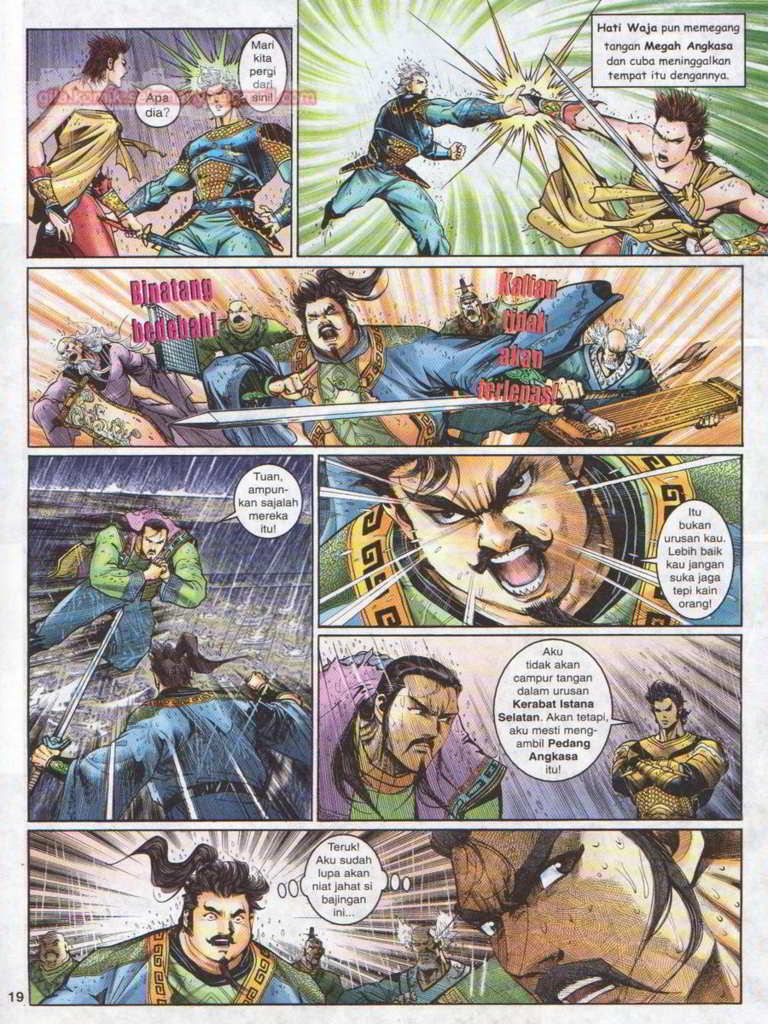 Apa
dia?
Mari
kita
pergi
dari
sini!
Hati Waja pun memegang
tangan Megah Angkasa
dan cuba meninggalkan
tempat itu dengannya.
Binatang
bedebah!
Kalian
tidak
akan
terlepas!
Tuan,
ampun-
kan sajalah
mereka
itu!
Itu
bukan
urusan kau.
Lebih baik
kau jangan
suka jaga
tepi kain
orang!
Aku
tidak akan
campur tangan
dalam urusan
Kerabat Istana
Selatan. Akan tetapi,
aku mesti meng-
ambil Pedang
Angkasa
itu!
Teruk!
Aku sudah
lupa akan
niat jahat si
bajingan
ini...
19